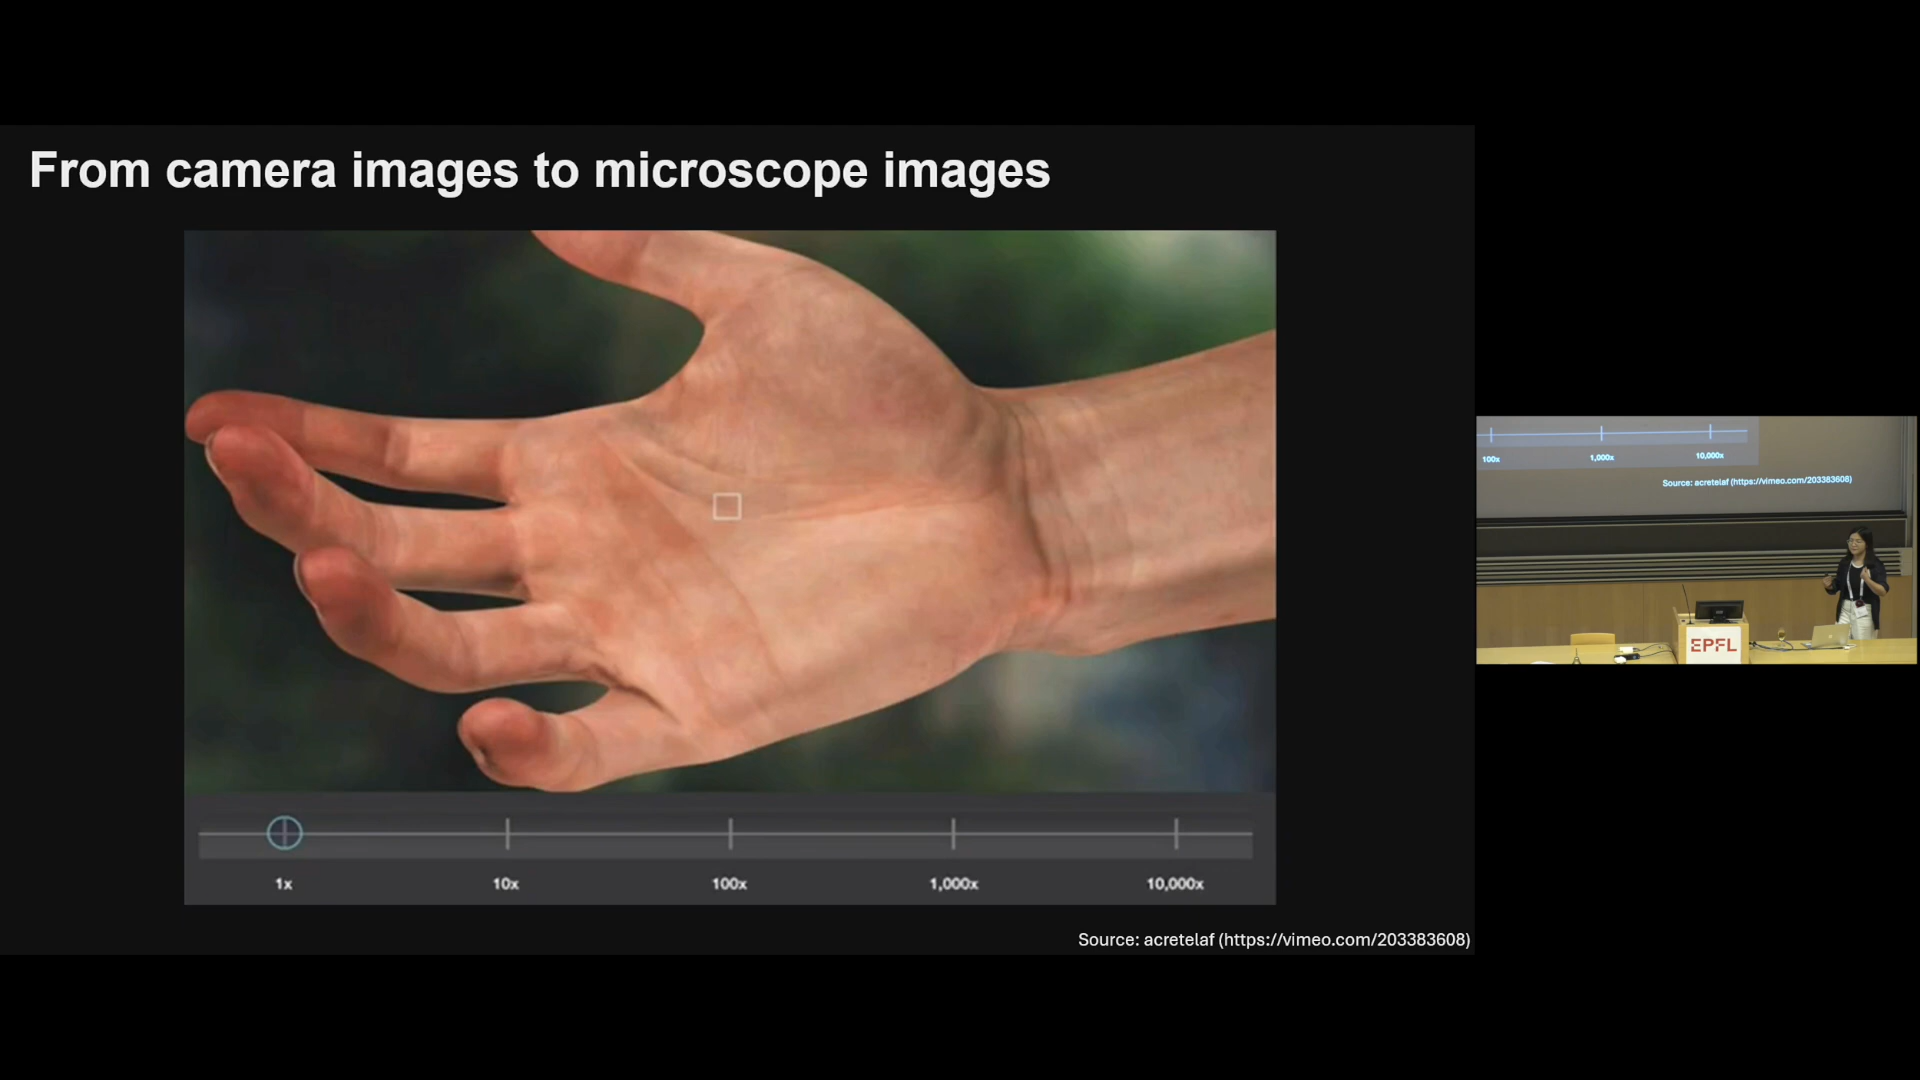 From camera images to microscope images
1x
10x
100x
1,000x
10,000x
Source: acretelaf (https://vimeo.com/203383608)
100x
1,000x
10,000x
Source: acretelaf (https://vimeo.com/203383608)
EPFL